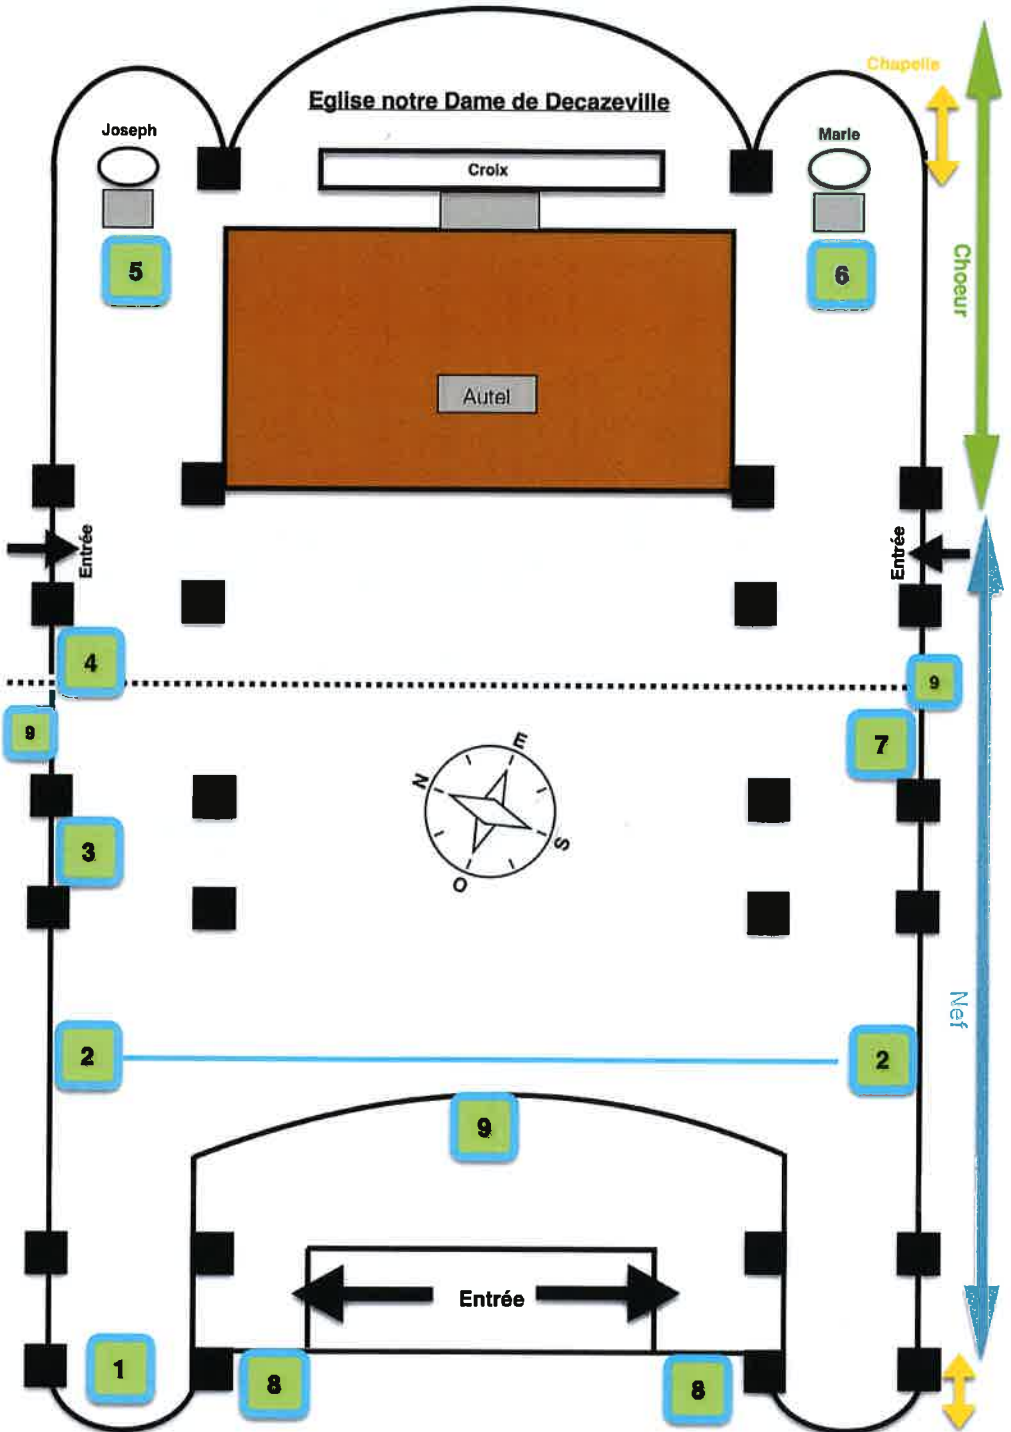 Chapelle
Eglise notre Dame de Decazeville
Joseph
Marie
Croix
5
6
Choeur
Autel
Entrée
Entrée
4
9
9
7
E
N
S
O
3
Nef
2
2
9
Entrée
1
8
8